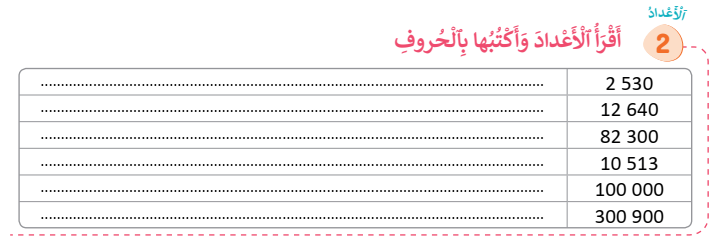 ٱلْأَعْدادُ
2 أَقْرَأُ ٱلْأَعْدادَ وَأَكْتُبُها بِٱلْحُروفِ
2 530 ....................
12 640 ....................
82 300 ....................
10 513 ....................
100 000 ....................
300 900 ....................